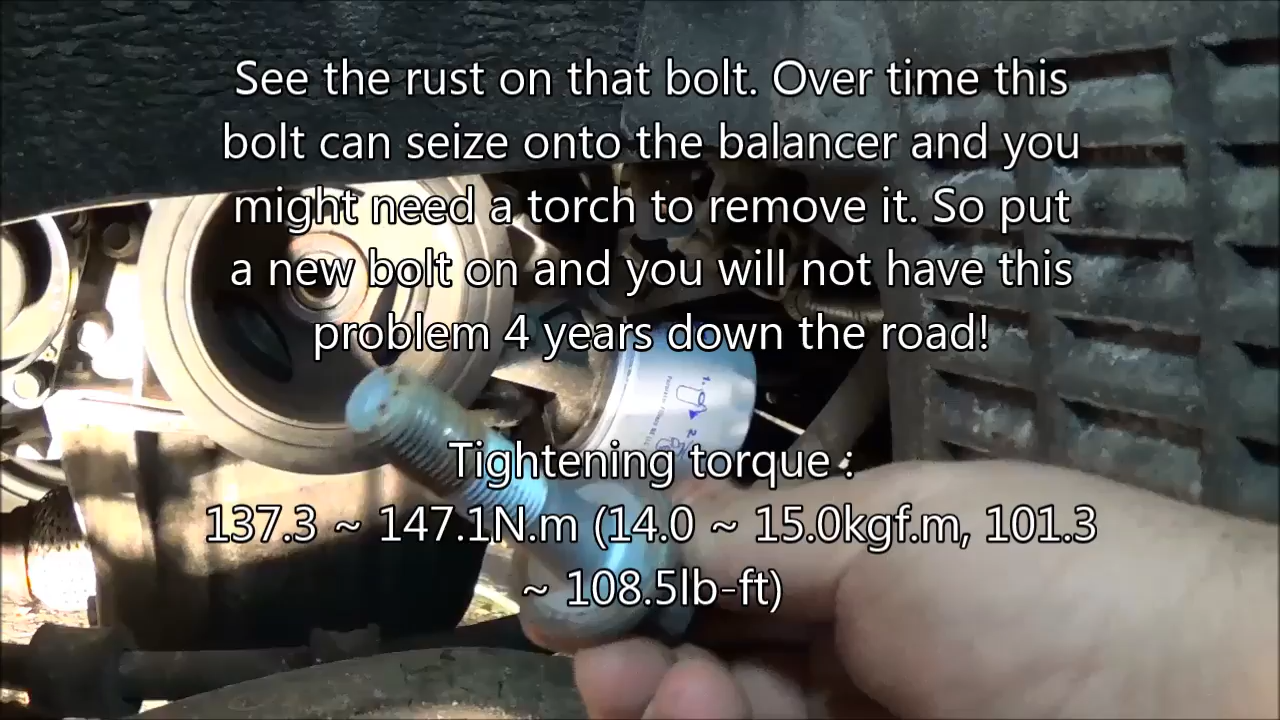 See the rust on that bolt. Over time this
bolt can seize onto the balancer and you
might need a torch to remove it. So put
a new bolt on and you will not have this
problem 4 years down the road!
Tightening torque :
137.3 ~ 147.1N.m (14.0 ~ 15.0kgf.m, 101.3
~ 108.5lb-ft)